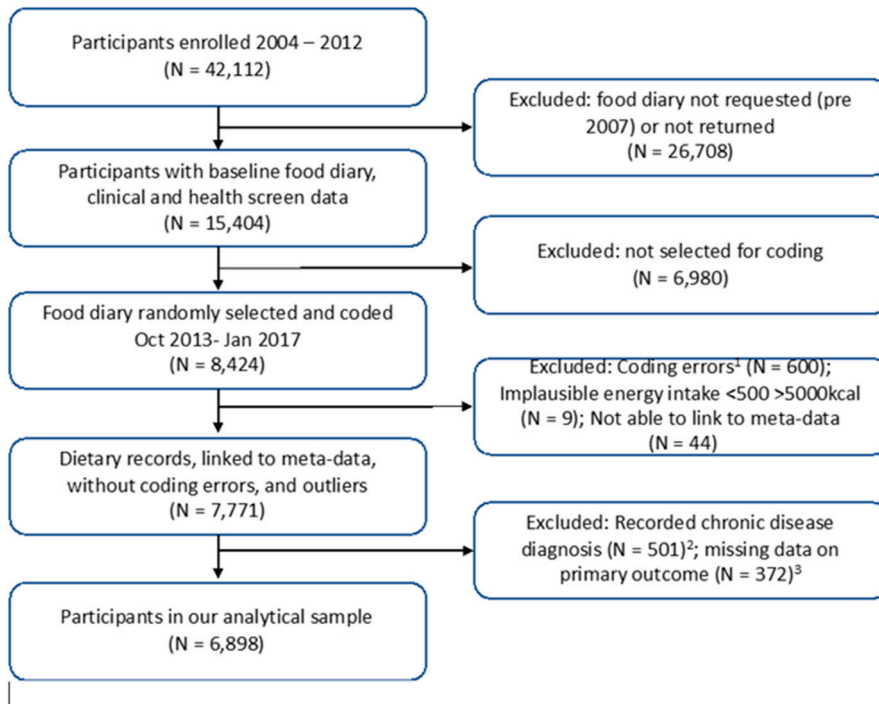 Participants enrolled 2004 – 2012
(N = 42,112)
Excluded: food diary not requested (pre
2007) or not returned
(N = 26,708)
Participants with baseline food diary,
clinical and health screen data
(N = 15,404)
Excluded: not selected for coding
(N = 6,980)
Food diary randomly selected and coded
Oct 2013- Jan 2017
(N = 8,424)
Excluded: Coding errors¹ (N = 600);
Implausible energy intake <500 >5000kcal
(N = 9); Not able to link to meta-data
(N = 44)
Dietary records, linked to meta-data,
without coding errors, and outliers
(N = 7,771)
Excluded: Recorded chronic disease
diagnosis (N = 501)²; missing data on
primary outcome (N = 372)³
Participants in our analytical sample
(N = 6,898)